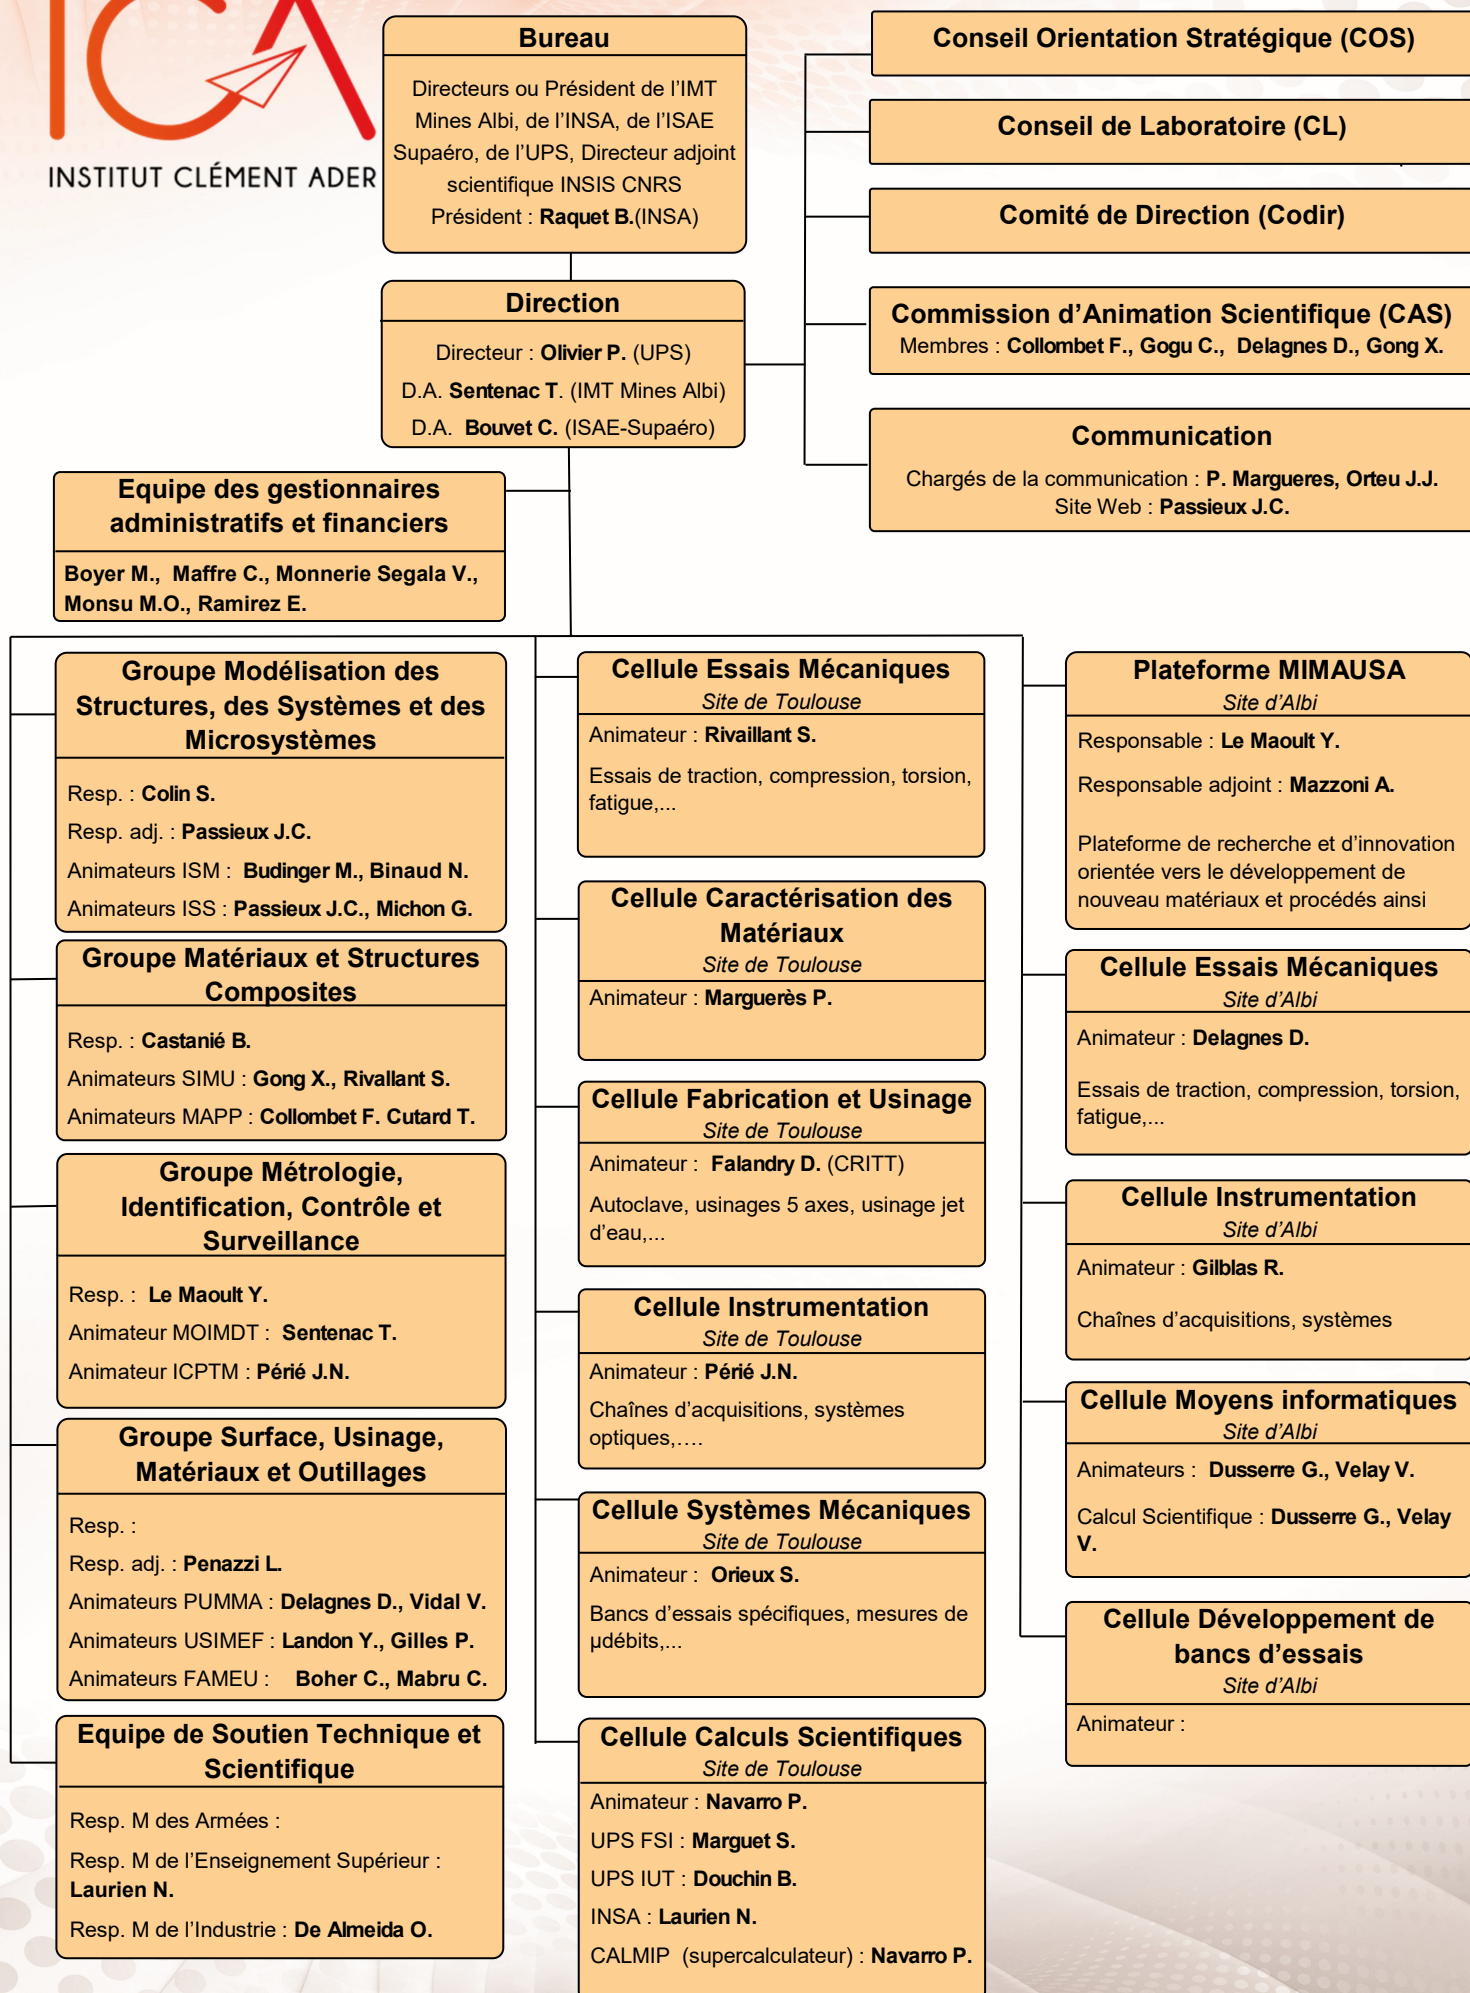 ICA
INSTITUT CLÉMENT ADER
Bureau
Directeurs ou Président de l’IMT
Mines Albi, de l’INSA, de l’ISAE
Supaéro, de l’UPS, Directeur adjoint
scientifique INSIS CNRS
Président : Raquet B.(INSA)
Direction
Directeur : Olivier P. (UPS)
D.A. Sentenac T. (IMT Mines Albi)
D.A. Bouvet C. (ISAE-Supaéro)
Conseil Orientation Stratégique (COS)
Conseil de Laboratoire (CL)
Comité de Direction (Codir)
Commission d’Animation Scientifique (CAS)
Membres : Collombet F., Gogu C., Delagnes D., Gong X.
Communication
Chargés de la communication : P. Margueres, Orteu J.J.
Site Web : Passieux J.C.
Equipe des gestionnaires
administratifs et financiers
Boyer M., Maffre C., Monnerie Segala V.,
Monsu M.O., Ramirez E.
Groupe Modélisation des
Structures, des Systèmes et des
Microsystèmes
Resp. : Colin S.
Resp. adj. : Passieux J.C.
Animateurs ISM : Budinger M., Binaud N.
Animateurs ISS : Passieux J.C., Michon G.
Groupe Matériaux et Structures
Composites
Resp. : Castanié B.
Animateurs SIMU : Gong X., Rivallant S.
Animateurs MAPP : Collombet F. Cutard T.
Groupe Métrologie,
Identification, Contrôle et
Surveillance
Resp. : Le Maoult Y.
Animateur MOIMDT : Sentenac T.
Animateur ICPTM : Périé J.N.
Groupe Surface, Usinage,
Matériaux et Outillages
Resp. :
Resp. adj. : Penazzi L.
Animateurs PUMMA : Delagnes D., Vidal V.
Animateurs USIMEF : Landon Y., Gilles P.
Animateurs FAMEU : Boher C., Mabru C.
Equipe de Soutien Technique et
Scientifique
Resp. M des Armées :
Resp. M de l’Enseignement Supérieur :
Laurien N.
Resp. M de l’Industrie : De Almeida O.
Cellule Essais Mécaniques
Site de Toulouse
Animateur : Rivaillant S.
Essais de traction, compression, torsion,
fatigue,...
Cellule Caractérisation des
Matériaux
Site de Toulouse
Animateur : Marguerès P.
Cellule Fabrication et Usinage
Site de Toulouse
Animateur : Falandry D. (CRITT)
Autoclave, usinages 5 axes, usinage jet
d’eau,...
Cellule Instrumentation
Site de Toulouse
Animateur : Périé J.N.
Chaînes d’acquisitions, systèmes
optiques,….
Cellule Systèmes Mécaniques
Site de Toulouse
Animateur : Orieux S.
Bancs d’essais spécifiques, mesures de
µdébits,...
Cellule Calculs Scientifiques
Site de Toulouse
Animateur : Navarro P.
UPS FSI : Marguet S.
UPS IUT : Douchin B.
INSA : Laurien N.
CALMIP (supercalculateur) : Navarro P.
Plateforme MIMAUSA
Site d’Albi
Responsable : Le Maoult Y.
Responsable adjoint : Mazzoni A.
Plateforme de recherche et d’innovation
orientée vers le développement de
nouveau matériaux et procédés ainsi
Cellule Essais Mécaniques
Site d’Albi
Animateur : Delagnes D.
Essais de traction, compression, torsion,
fatigue,...
Cellule Instrumentation
Site d’Albi
Animateur : Gilblas R.
Chaînes d’acquisitions, systèmes
Cellule Moyens informatiques
Site d’Albi
Animateurs : Dusserre G., Velay V.
Calcul Scientifique : Dusserre G., Velay
V.
Cellule Développement de
bancs d’essais
Site d’Albi
Animateur :